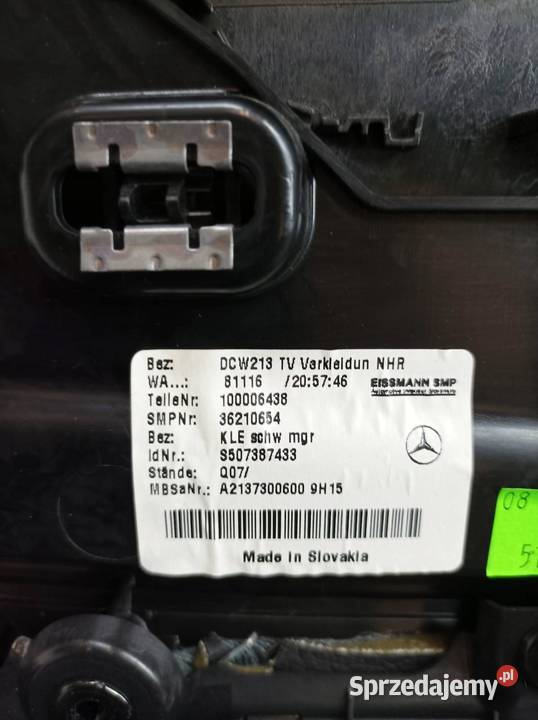 Bez: DCW213 TV Verkleidun NHR
WA...: 81116 /20:57:46 EISSMANN SMP
TeileNr: 100006438
SMPNr: 36210654
Bez: KLE schw mgr
IdNr.: S507387433
Stände: Q07/
MBSaNr.: A2137300600 9H15
Made in Slovakia
08
Sprzedajemy.pl